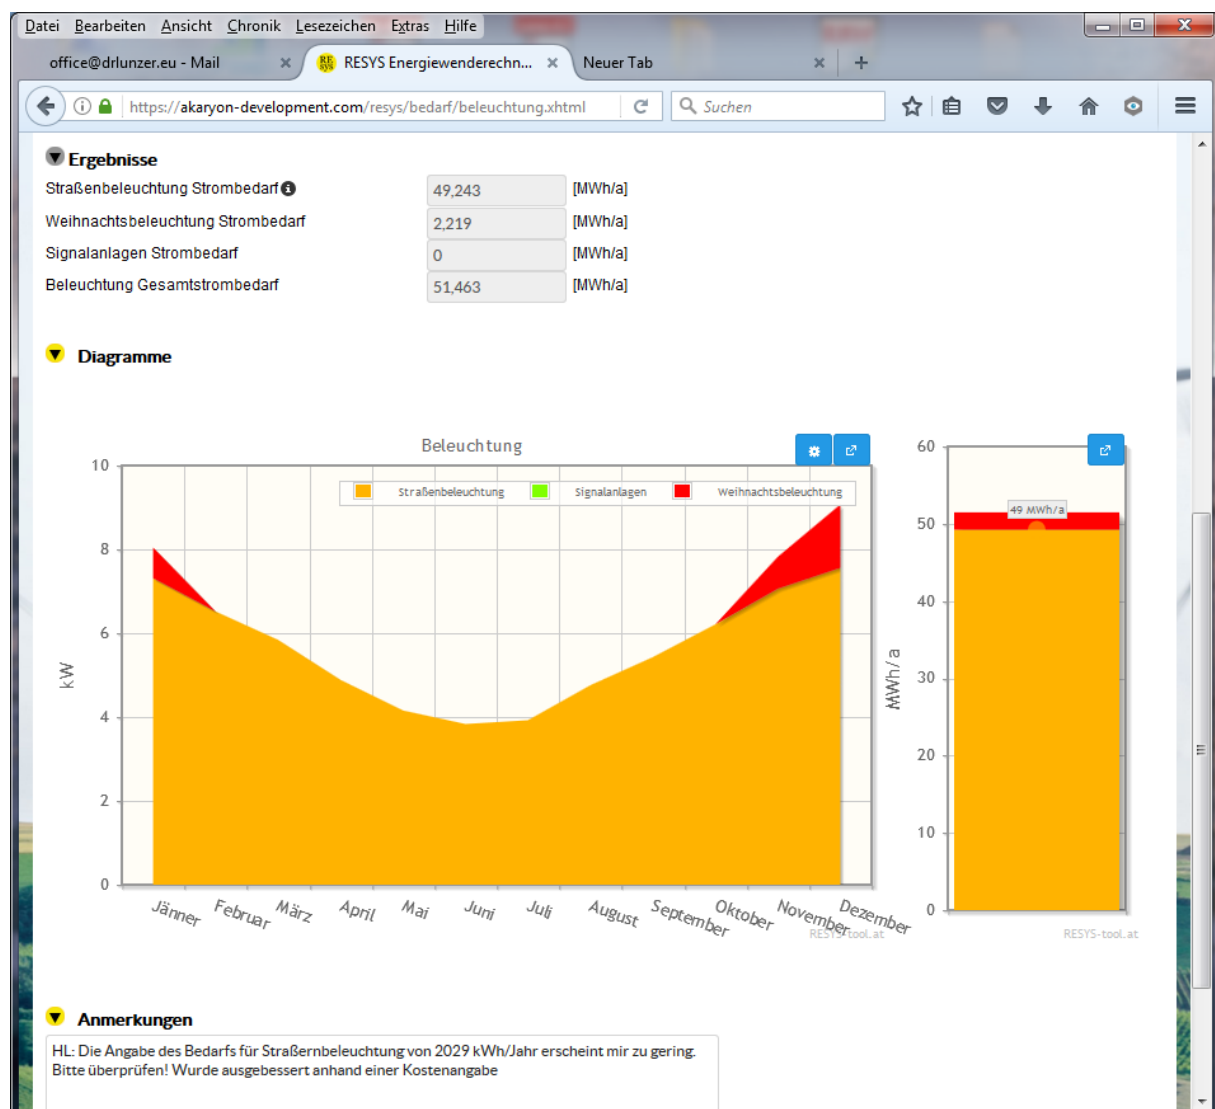 Datei Bearbeiten Ansicht Chronik Lesezeichen Extras Hilfe
office@drlunzer.eu - Mail
RESYS Energiewenderechn...
Neuer Tab
https://akaryon-development.com/resys/bedarf/beleuchtung.xhtml
Suchen
Ergebnisse
Straßenbeleuchtung Strombedarf 49,243 [MWh/a]
Weihnachtsbeleuchtung Strombedarf 2,219 [MWh/a]
Signalanlagen Strombedarf 0 [MWh/a]
Beleuchtung Gesamtstrombedarf 51,463 [MWh/a]
Diagramme
Beleuchtung
Straßenbeleuchtung Signalanlagen Weihnachtsbeleuchtung
10
8
6
4
2
0
kW
Jänner Februar März April Mai Juni Juli August September Oktober November Dezember
RESYS-tool.at
60
50
40
30
20
10
0
MWh/a
49 MWh/a
RESYS-tool.at
Anmerkungen
HL: Die Angabe des Bedarfs für Straßernbeleuchtung von 2029 kWh/Jahr erscheint mir zu gering.
Bitte überprüfen! Wurde ausgebessert anhand einer Kostenangabe